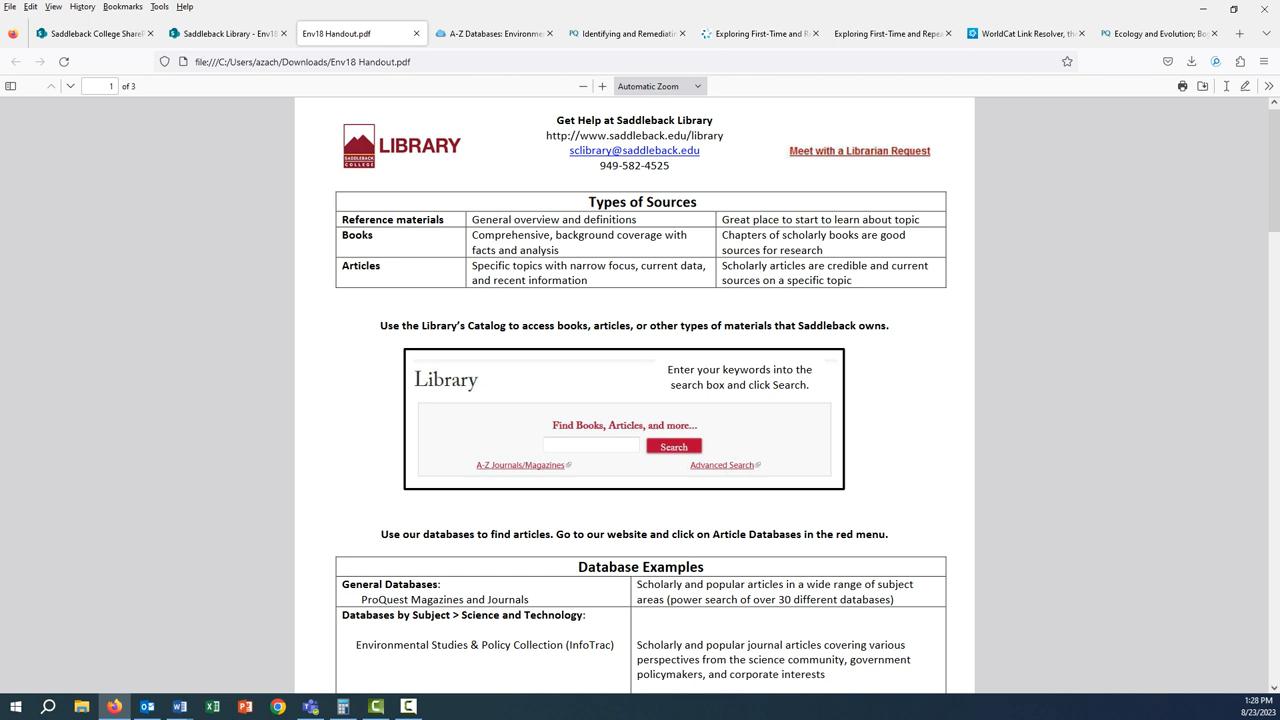 File Edit View History Bookmarks Tools Help
Saddleback College ShareP
Saddleback Library - Env18 H
Env18 Handout.pdf
A-Z Databases: Environme
Identifying and Remediatin
Exploring First-Time and R
Exploring First-Time and Repea
WorldCat Link Resolver, the
Ecology and Evolution; Bo
file:///C:/Users/azach/Downloads/Env18 Handout.pdf
1 of 3
Automatic Zoom
Get Help at Saddleback Library
http://www.saddleback.edu/library
SADDLEBACK COLLEGE LIBRARY
sclibrary@saddleback.edu
Meet with a Librarian Request
949-582-4525
Types of Sources
Reference materials General overview and definitions Great place to start to learn about topic
Books Comprehensive, background coverage with Chapters of scholarly books are good
facts and analysis sources for research
Articles Specific topics with narrow focus, current data, Scholarly articles are credible and current
and recent information sources on a specific topic
Use the Library's Catalog to access books, articles, or other types of materials that Saddleback owns.
Library
Enter your keywords into the
search box and click Search.
Find Books, Articles, and more...
Search
A-Z Journals/Magazines Advanced Search
Use our databases to find articles. Go to our website and click on Article Databases in the red menu.
Database Examples
General Databases: Scholarly and popular articles in a wide range of subject
ProQuest Magazines and Journals areas (power search of over 30 different databases)
Databases by Subject > Science and Technology:
Environmental Studies & Policy Collection (InfoTrac) Scholarly and popular journal articles covering various
perspectives from the science community, government
policymakers, and corporate interests
1:28 PM
8/23/2023